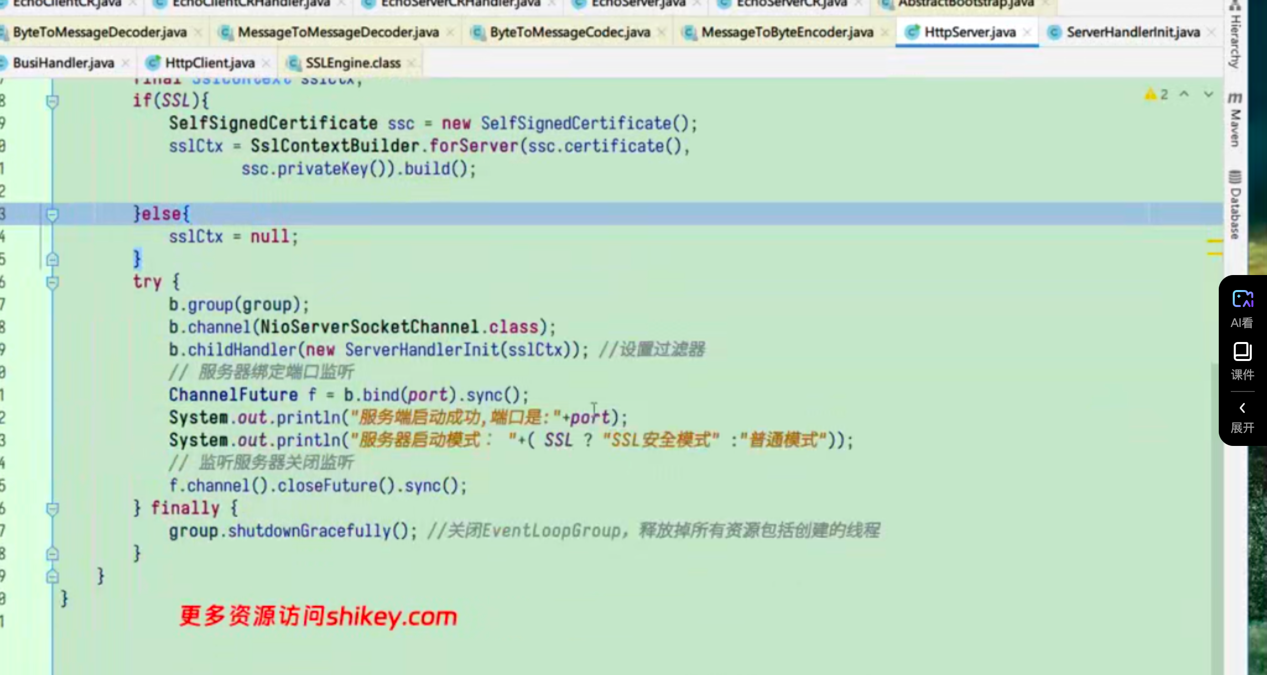 EchoClientCR.java EchoClientCRHandler.java EchoServerCRHandler.java EchoServer.java EchoServerCR.java AbstractBootstrap.java
ByteToMessageDecoder.java MessageToMessageDecoder.java ByteToMessageCodec.java MessageToByteEncoder.java HttpServer.java ServerHandlerInit.java
BusiHandler.java HttpClient.java SSLEngine.class
final SslContext sslCtx;
2
8 if(SSL){
9 SelfSignedCertificate ssc = new SelfSignedCertificate();
0 sslCtx = SslContextBuilder.forServer(ssc.certificate(),
1 ssc.privateKey()).build();
2
3 }else{
4 sslCtx = null;
5 }
6 try {
7 b.group(group);
8 b.channel(NioServerSocketChannel.class);
9 b.childHandler(new ServerHandlerInit(sslCtx)); //设置过滤器
0 // 服务器绑定端口监听
1 ChannelFuture f = b.bind(port).sync();
2 System.out.println("服务端启动成功,端口是:"+port);
3 System.out.println("服务器启动模式： "+( SSL ? "SSL安全模式" :"普通模式"));
4 // 监听服务器关闭监听
5 f.channel().closeFuture().sync();
6 } finally {
7 group.shutdownGracefully(); //关闭EventLoopGroup，释放掉所有资源包括创建的线程
8 }
9 }
0 }
1
更多资源访问shikey.com
Hierarchy
m Maven
Database
AI看
课件
展开